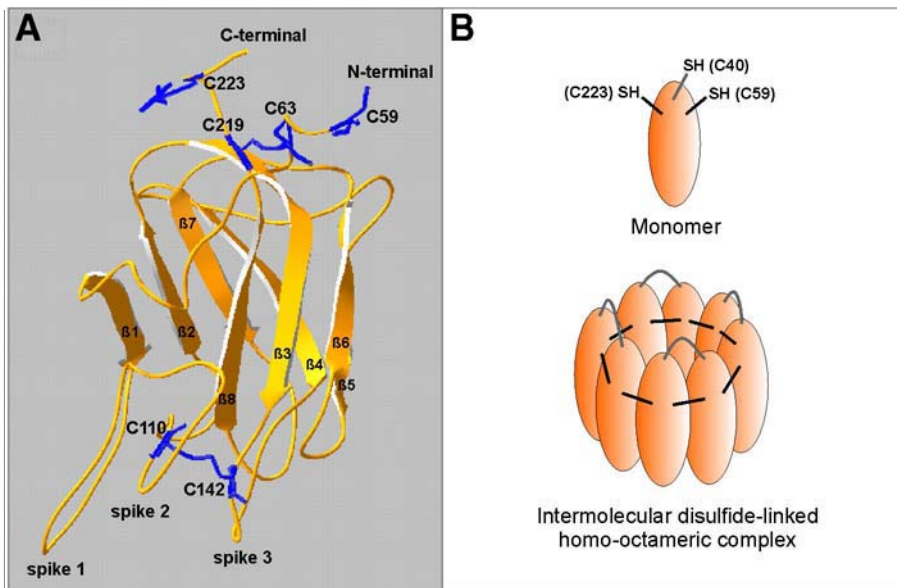 A
C-terminal
N-terminal
C223
C63
C59
C219
ß7
ß1
ß2
ß3
ß6
ß4
ß5
ß8
C110
C142
spike 2
spike 3
spike 1
B
SH (C40)
(C223) SH
SH (C59)
Monomer
Intermolecular disulfide-linked
homo-octameric complex